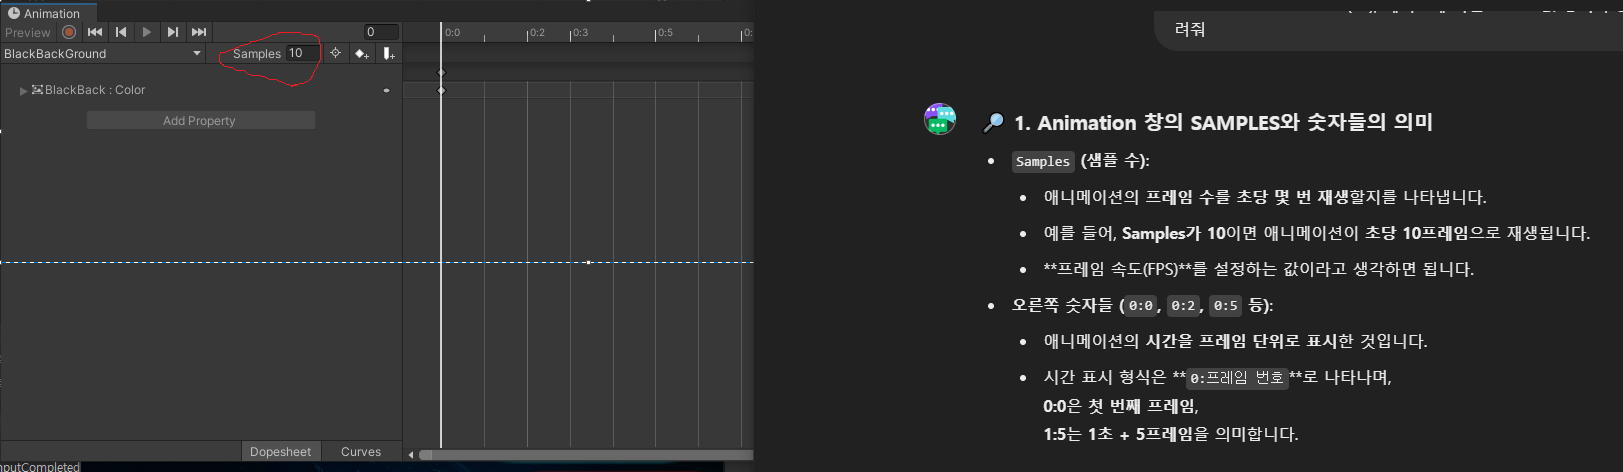 Animation
Preview
0
0:0
0:2
0:3
0:5
BlackBackGround
Samples 10
BlackBack : Color
Add Property
Dopesheet
Curves
nputCompleted
려줘
🔎 1. Animation 창의 SAMPLES와 숫자들의 의미
Samples (샘플 수):
애니메이션의 프레임 수를 초당 몇 번 재생할지를 나타냅니다.
예를 들어, Samples가 10이면 애니메이션이 초당 10프레임으로 재생됩니다.
**프레임 속도(FPS)**를 설정하는 값이라고 생각하면 됩니다.
오른쪽 숫자들 (0:0, 0:2, 0:5 등):
애니메이션의 시간을 프레임 단위로 표시한 것입니다.
시간 표시 형식은 **0:프레임 번호**로 나타나며,
0:0은 첫 번째 프레임,
1:5는 1초 + 5프레임을 의미합니다.